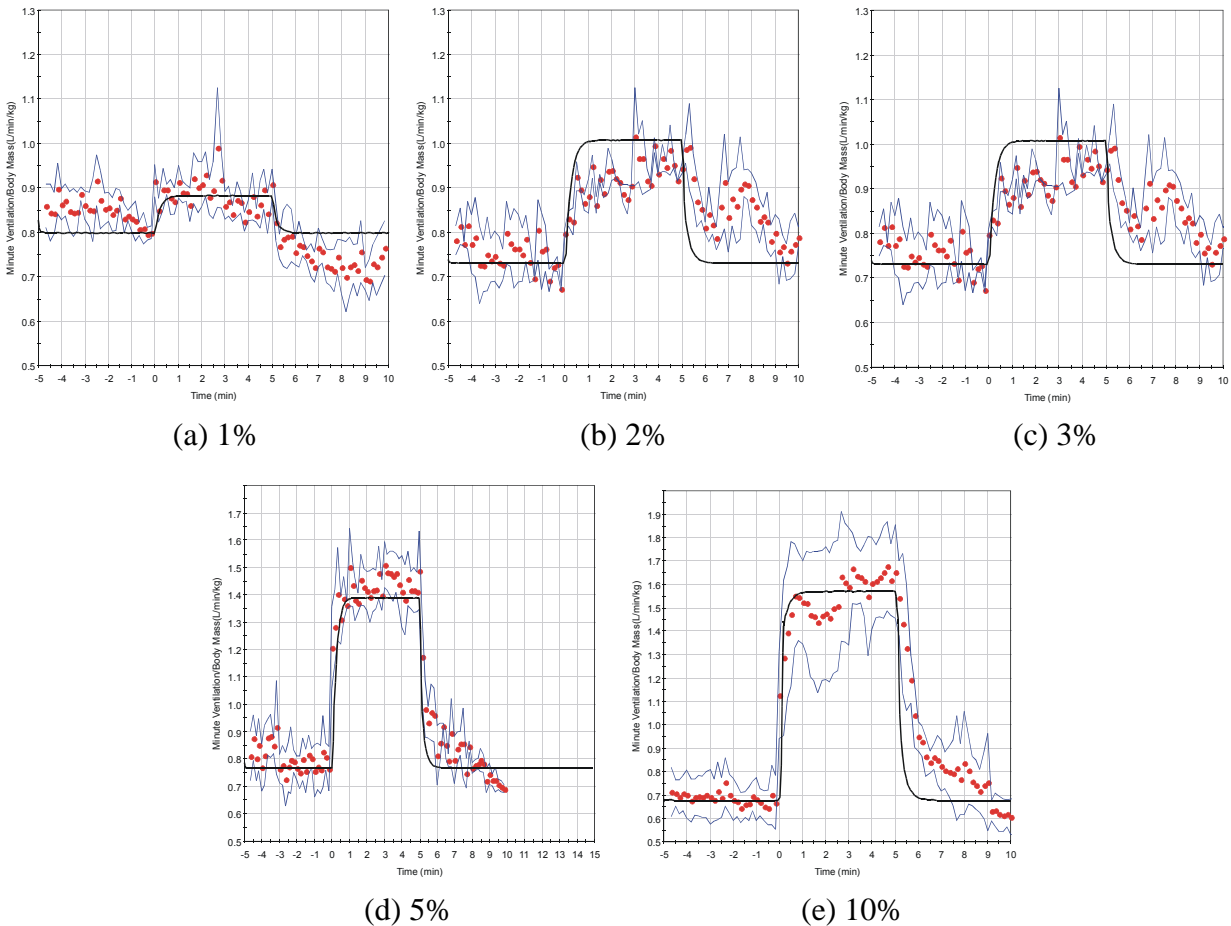 1.3
1.2
1.1
1.0
0.9
0.8
0.7
0.6
0.5
Minute Ventilation/Body Mass(L/min/kg)
-5 -4 -3 -2 -1 0 1 2 3 4 5 6 7 8 9 10
Time (min)
(a) 1%
1.3
1.2
1.1
1.0
0.9
0.8
0.7
0.6
0.5
Minute Ventilation/Body Mass(L/min/kg)
-5 -4 -3 -2 -1 0 1 2 3 4 5 6 7 8 9 10
Time (min)
(b) 2%
1.3
1.2
1.1
1.0
0.9
0.8
0.7
0.6
0.5
Minute Ventilation/Body Mass(L/min/kg)
-5 -4 -3 -2 -1 0 1 2 3 4 5 6 7 8 9 10
Time (min)
(c) 3%
1.7
1.6
1.5
1.4
1.3
1.2
1.1
1.0
0.9
0.8
0.7
0.6
0.5
Minute Ventilation/Body Mass(L/min/kg)
-5 -4 -3 -2 -1 0 1 2 3 4 5 6 7 8 9 10 11 12 13 14 15
Time (min)
(d) 5%
1.9
1.8
1.7
1.6
1.5
1.4
1.3
1.2
1.1
1.0
0.9
0.8
0.7
0.6
0.5
Minute Ventilation/Body Mass(L/min/kg)
-5 -4 -3 -2 -1 0 1 2 3 4 5 6 7 8 9 10
Time (min)
(e) 10%